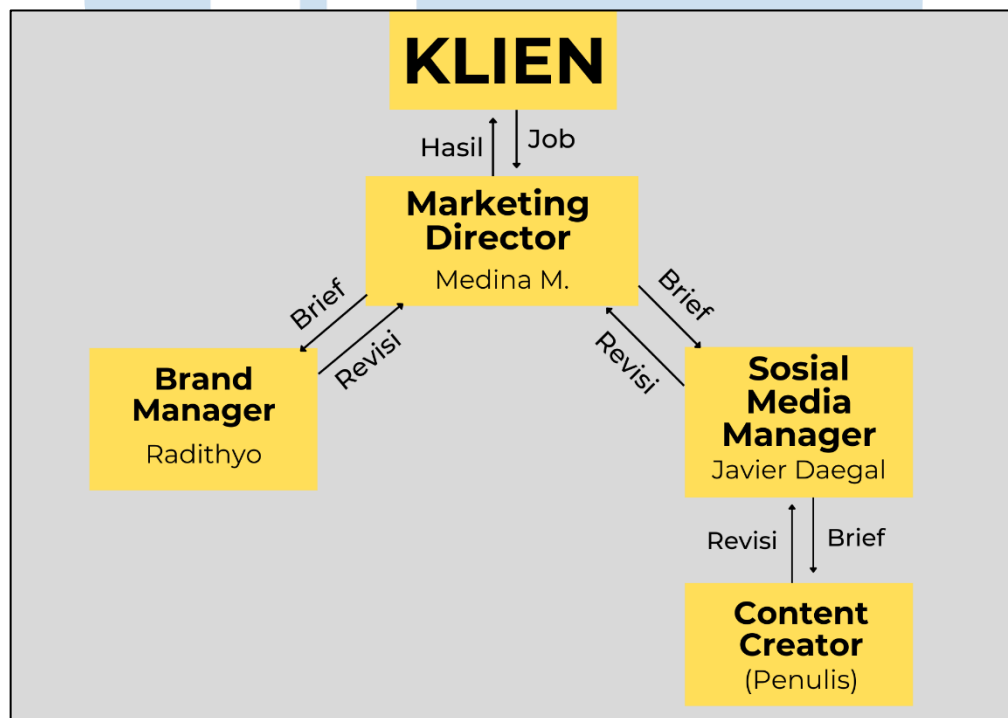 KLIEN
Hasil
Job
Marketing
Director
Medina M.
Brief
Revisi
Brief
Revisi
Brand
Manager
Radithyo
Sosial
Media
Manager
Javier Daegal
Revisi
Brief
Content
Creator
(Penulis)